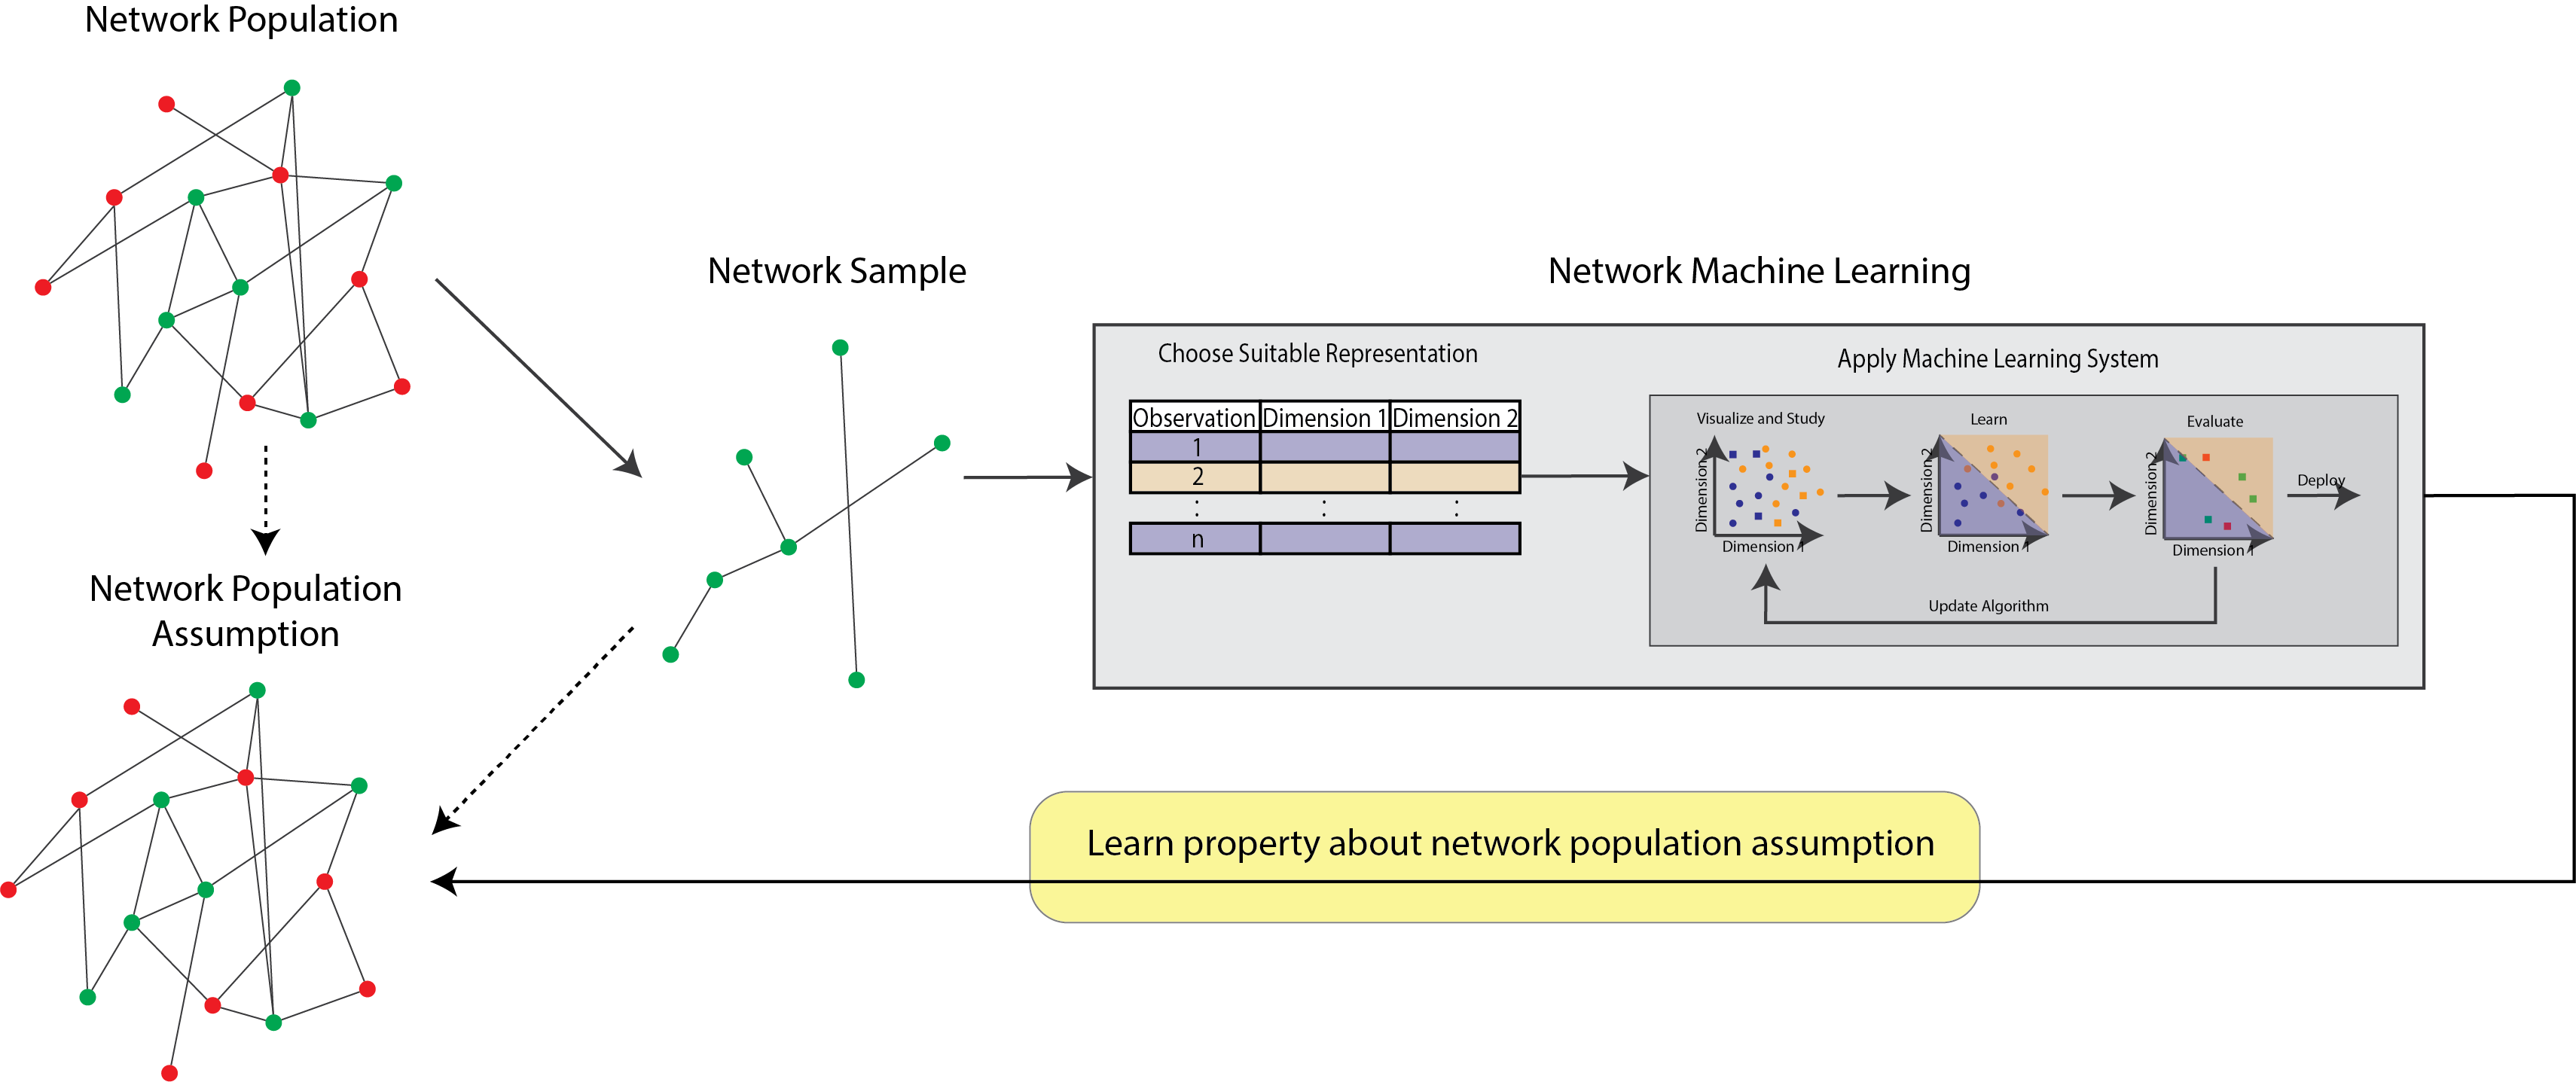 Network Population
Network Population
Assumption
Network Sample
Network Machine Learning
Choose Suitable Representation
Observation Dimension 1 Dimension 2
1
2
: : :
n
Apply Machine Learning System
Visualize and Study
Dimension 2
Dimension 1
Learn
Dimension 2
Dimension 1
Evaluate
Dimension 2
Dimension 1
Deploy
Update Algorithm
Learn property about network population assumption